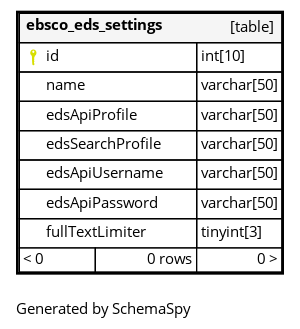 ebsco_eds_settings [table]
id int[10]
name varchar[50]
edsApiProfile varchar[50]
edsSearchProfile varchar[50]
edsApiUsername varchar[50]
edsApiPassword varchar[50]
fullTextLimiter tinyint[3]
< 0 0 rows 0 >
Generated by SchemaSpy